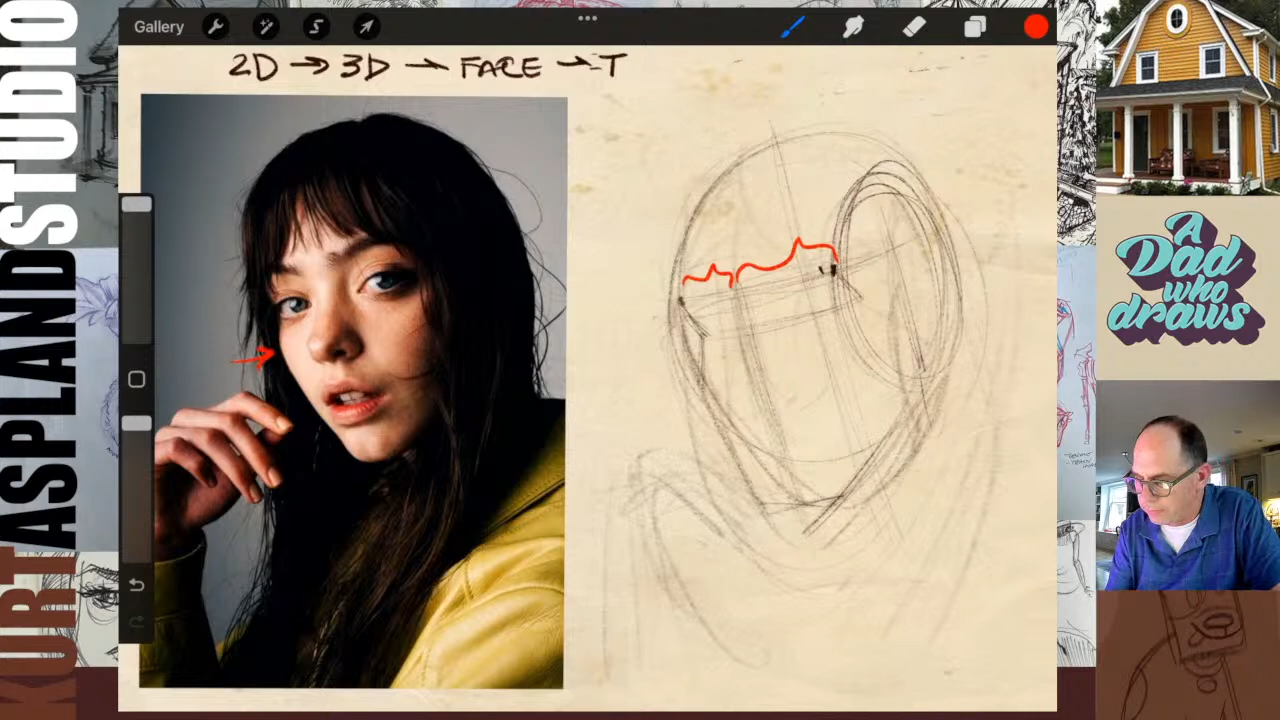 KURT ASPLAND STUDIO
Gallery
2D → 3D → FACE → T
A
Dad
who
draws